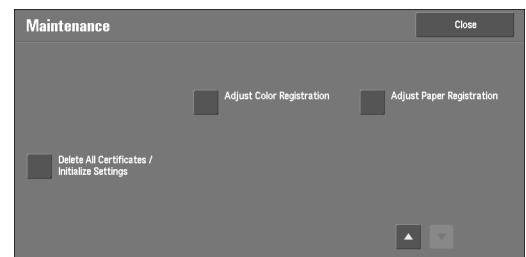 Maintenance
Close
Adjust Color Registration
Adjust Paper Registration
Delete All Certificates /
Initialize Settings